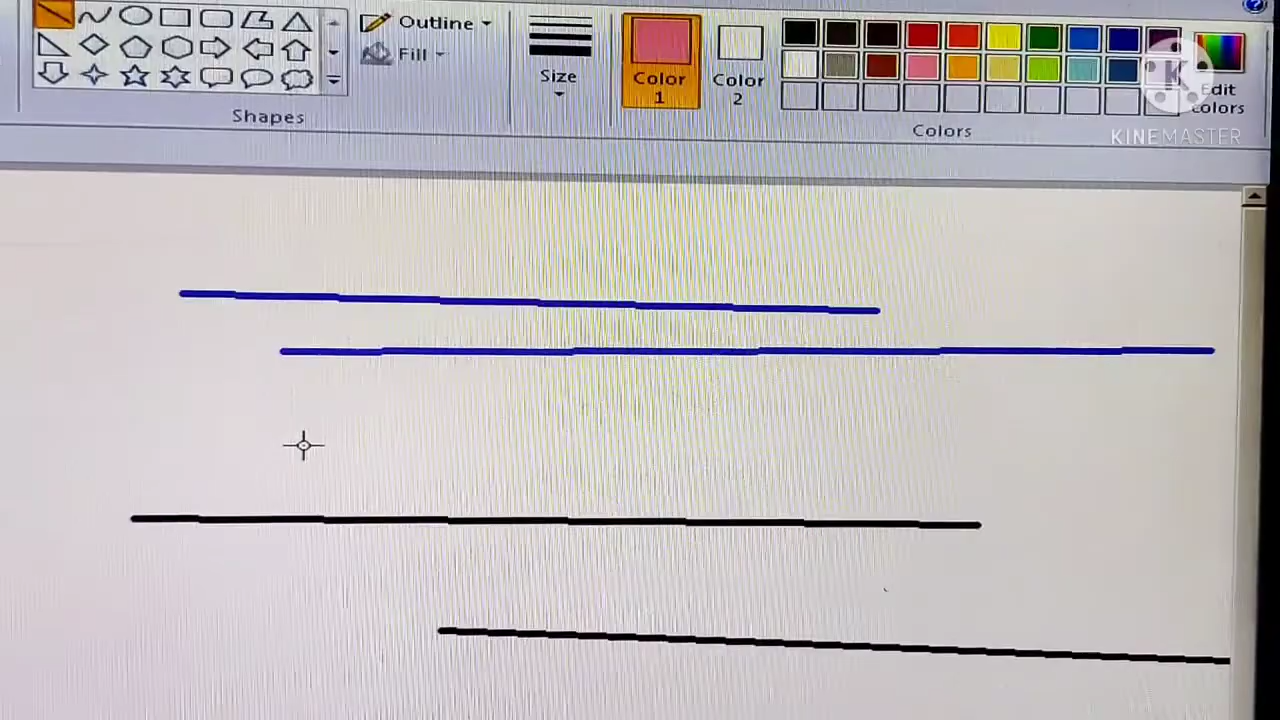 Outline
Fill
Size
Color
1
Color
2
Edit
colors
Shapes
Colors
K
KINEMASTER